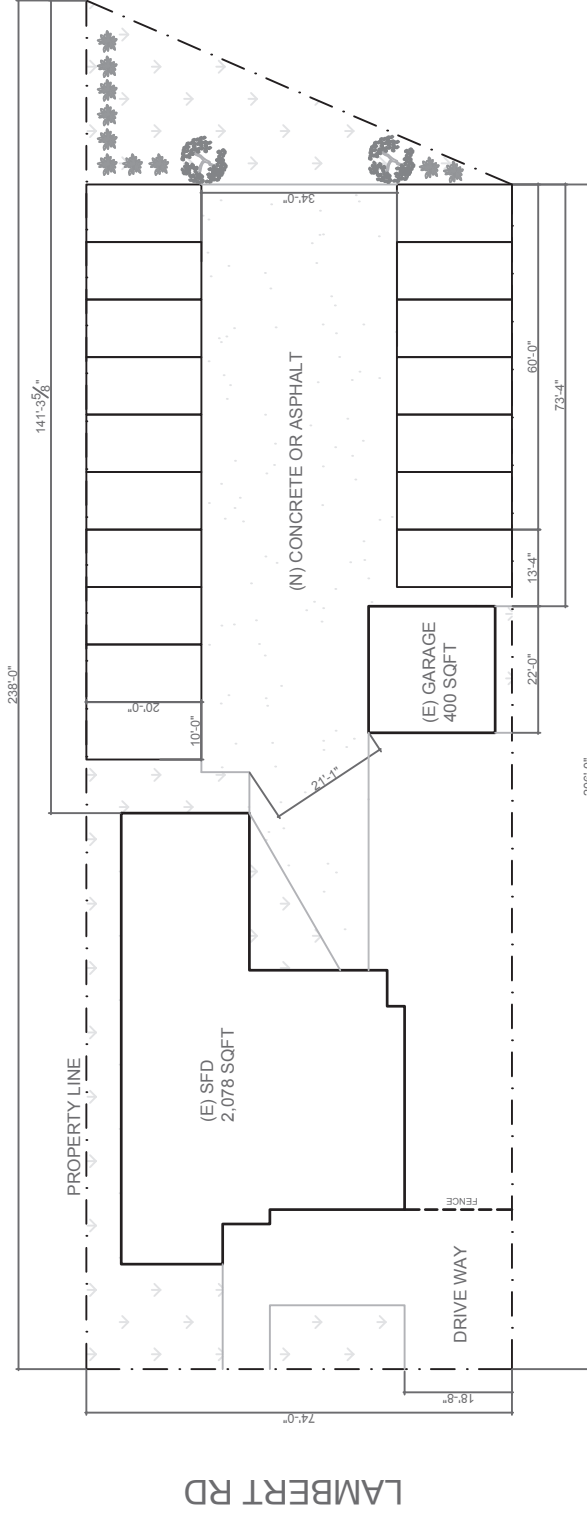 238'-0"
141'-3⅝"
34'-0"
(N) CONCRETE OR ASPHALT
60'-0"
73'-4"
13'-4"
(E) GARAGE
400 SQFT
22'-0"
20'-0"
10'-0"
21'-1"
PROPERTY LINE
(E) SFD
2,078 SQFT
FENCE
DRIVE WAY
18'-8"
74'-0"
LAMBERT RD